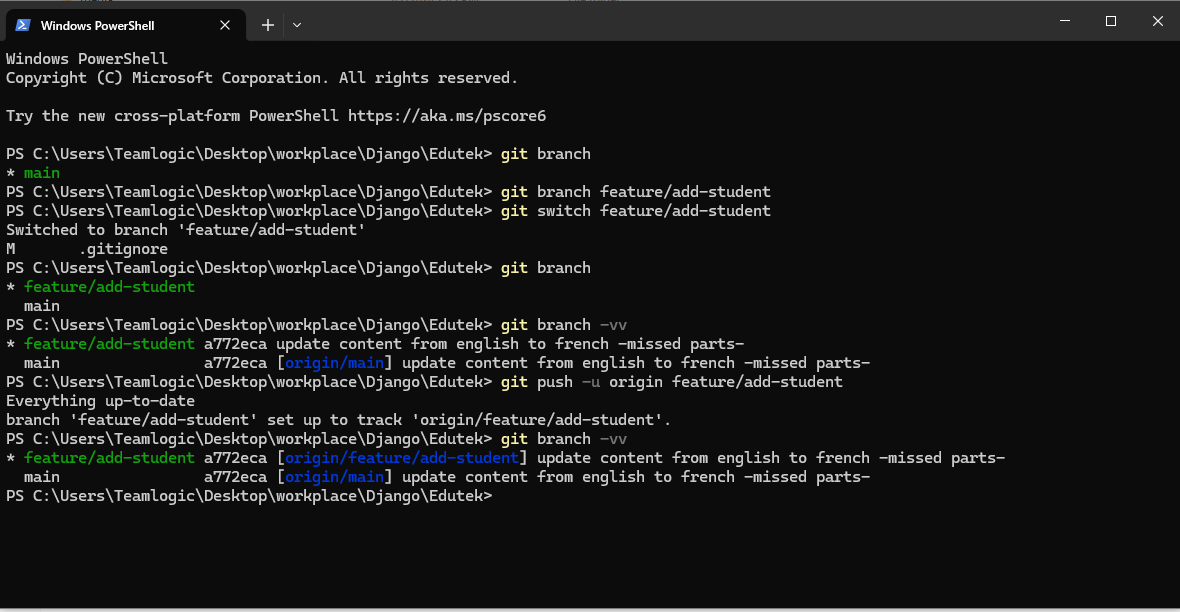 Windows PowerShell
Windows PowerShell
Copyright (C) Microsoft Corporation. All rights reserved.
Try the new cross-platform PowerShell https://aka.ms/pscore6
PS C:\Users\Teamlogic\Desktop\workplace\Django\Edutek> git branch
* main
PS C:\Users\Teamlogic\Desktop\workplace\Django\Edutek> git branch feature/add-student
PS C:\Users\Teamlogic\Desktop\workplace\Django\Edutek> git switch feature/add-student
Switched to branch 'feature/add-student'
M       .gitignore
PS C:\Users\Teamlogic\Desktop\workplace\Django\Edutek> git branch
* feature/add-student
  main
PS C:\Users\Teamlogic\Desktop\workplace\Django\Edutek> git branch -vv
* feature/add-student a772eca update content from english to french -missed parts-
  main                a772eca [origin/main] update content from english to french -missed parts-
PS C:\Users\Teamlogic\Desktop\workplace\Django\Edutek> git push -u origin feature/add-student
Everything up-to-date
branch 'feature/add-student' set up to track 'origin/feature/add-student'.
PS C:\Users\Teamlogic\Desktop\workplace\Django\Edutek> git branch -vv
* feature/add-student a772eca [origin/feature/add-student] update content from english to french -missed parts-
  main                a772eca [origin/main] update content from english to french -missed parts-
PS C:\Users\Teamlogic\Desktop\workplace\Django\Edutek>